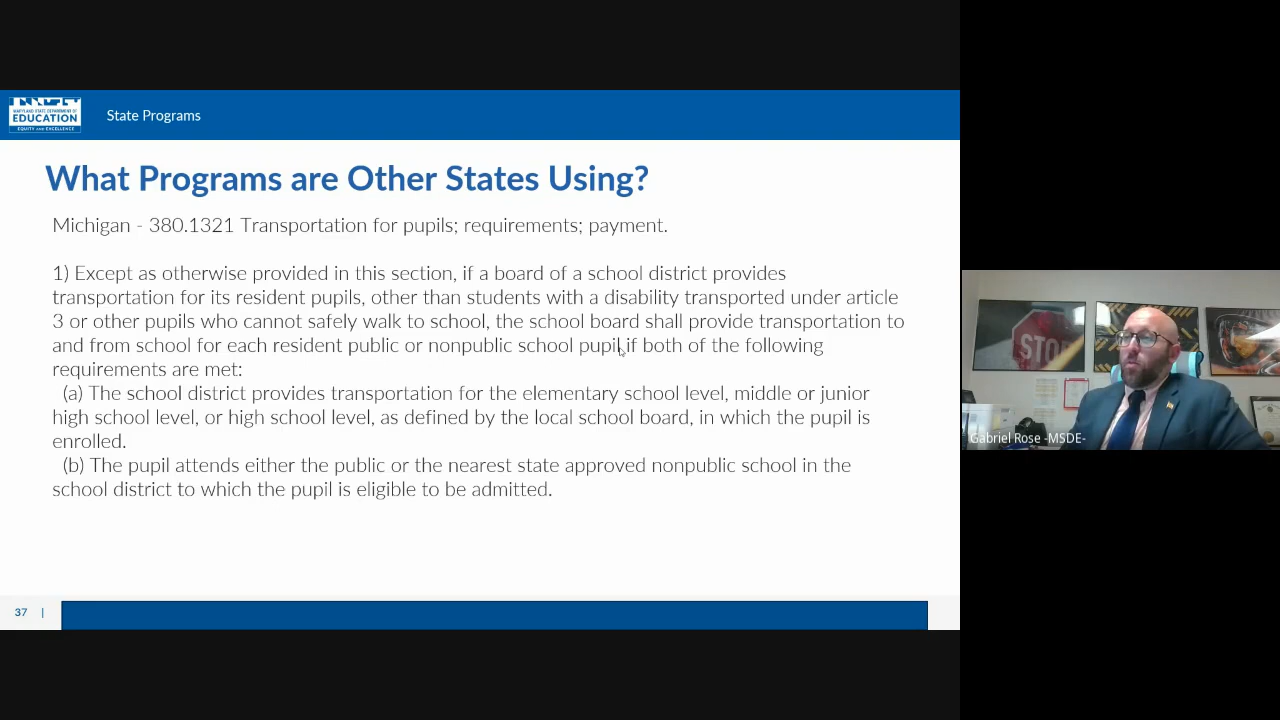 MARYLAND STATE DEPARTMENT OF
EDUCATION
EQUITY AND EXCELLENCE
State Programs
What Programs are Other States Using?
Michigan - 380.1321 Transportation for pupils; requirements; payment.
1) Except as otherwise provided in this section, if a board of a school district provides
transportation for its resident pupils, other than students with a disability transported under article
3 or other pupils who cannot safely walk to school, the school board shall provide transportation to
and from school for each resident public or nonpublic school pupil if both of the following
requirements are met:
(a) The school district provides transportation for the elementary school level, middle or junior
high school level, or high school level, as defined by the local school board, in which the pupil is
enrolled.
(b) The pupil attends either the public or the nearest state approved nonpublic school in the
school district to which the pupil is eligible to be admitted.
37 |
STOP
Gabriel Rose -MSDE-